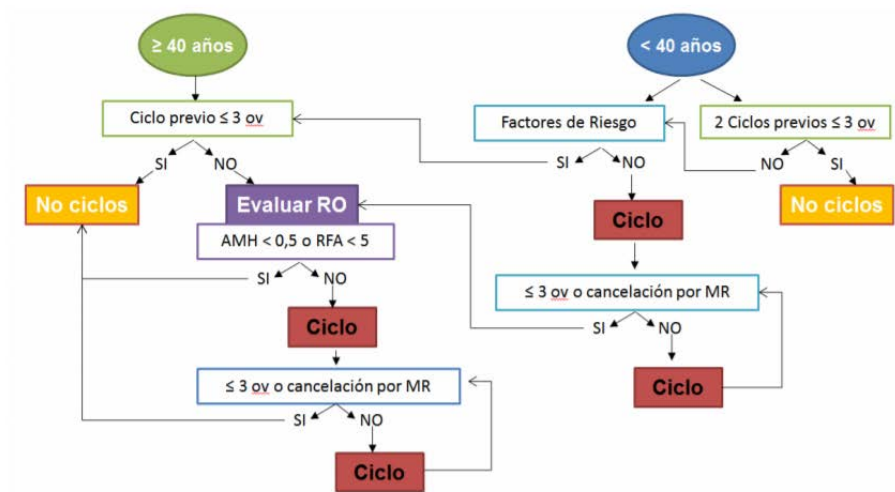 ≥ 40 años
< 40 años
Ciclo previo ≤ 3 ov
Factores de Riesgo
2 Ciclos previos ≤ 3 ov
SI
NO
SI
NO
NO
SI
No ciclos
Evaluar RO
Ciclo
No ciclos
AMH < 0,5 o RFA < 5
SI
NO
≤ 3 ov o cancelación por MR
Ciclo
SI
NO
≤ 3 ov o cancelación por MR
Ciclo
SI
NO
Ciclo